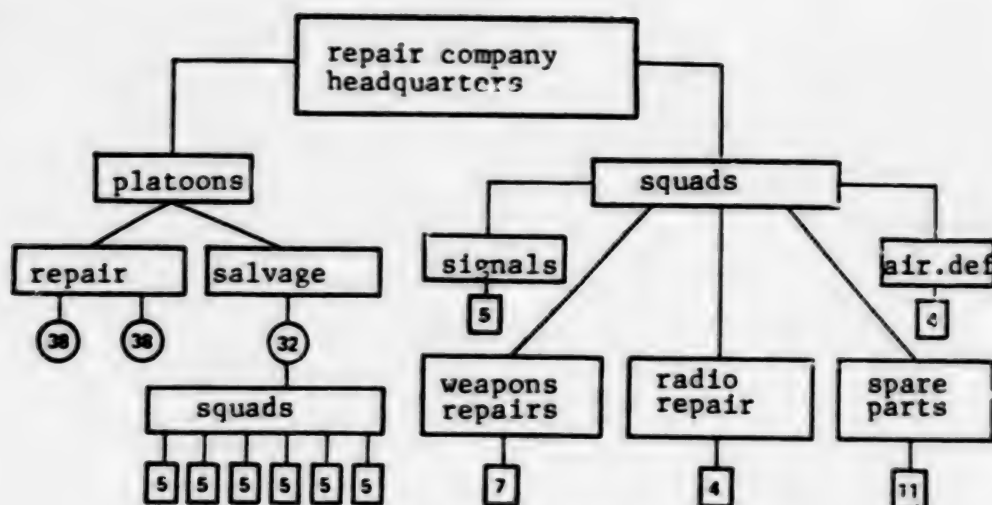 repair company
headquarters
platoons
squads
repair
salvage
signals
air.def
38
38
32
5
4
squads
weapons
repairs
radio
repair
spare
parts
5
5
5
5
5
5
7
4
11